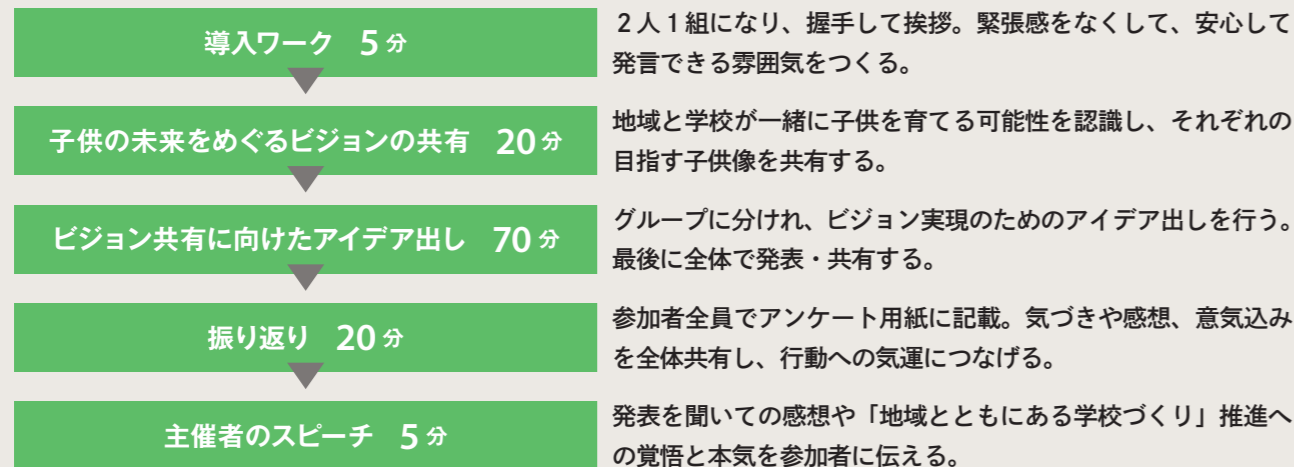 導入ワーク 5分
2人1組になり、握手して挨拶。緊張感をなくして、安心して
発言できる雰囲気をつくる。
子供の未来をめぐるビジョンの共有 20分
地域と学校が一緒に子供を育てる可能性を認識し、それぞれの
目指す子供像を共有する。
ビジョン共有に向けたアイデア出し 70分
グループに分けれ、ビジョン実現のためのアイデア出しを行う。
最後に全体で発表・共有する。
振り返り 20分
参加者全員でアンケート用紙に記載。気づきや感想、意気込み
を全体共有し、行動への気運につなげる。
主催者のスピーチ 5分
発表を聞いての感想や「地域とともにある学校づくり」推進へ
の覚悟と本気を参加者に伝える。